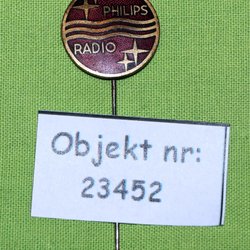 PHILIPS
RADIO
Objekt nr:
23452